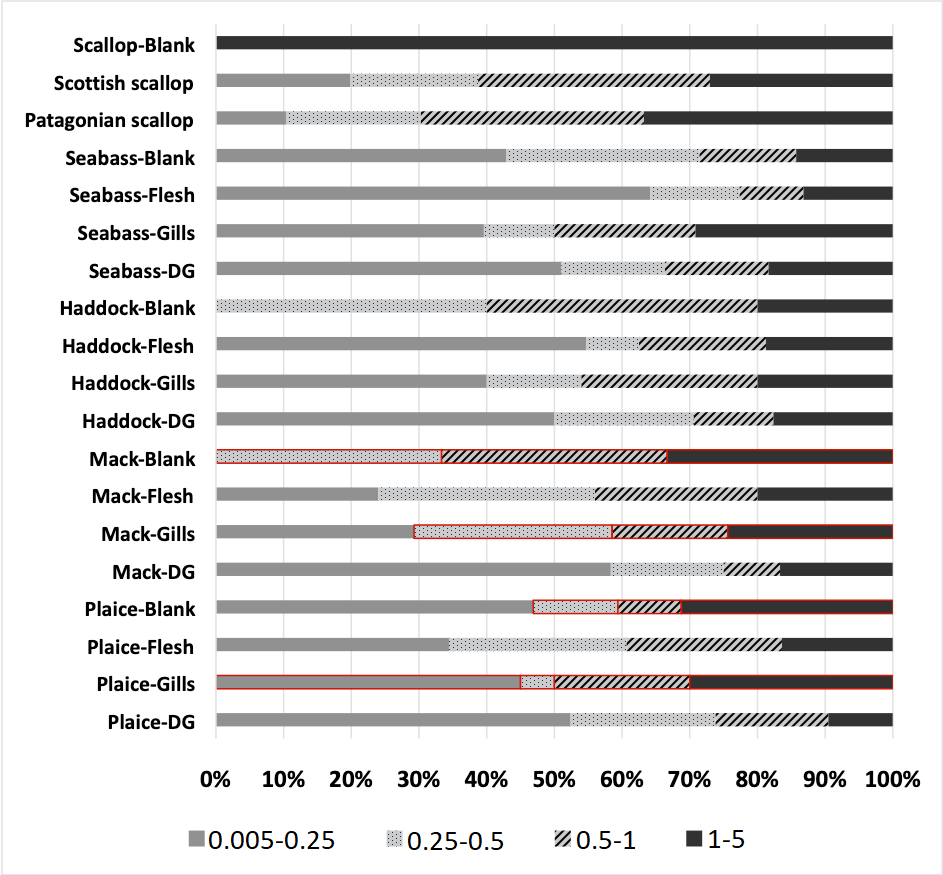 Scallop-Blank
Scottish scallop
Patagonian scallop
Seabass-Blank
Seabass-Flesh
Seabass-Gills
Seabass-DG
Haddock-Blank
Haddock-Flesh
Haddock-Gills
Haddock-DG
Mack-Blank
Mack-Flesh
Mack-Gills
Mack-DG
Plaice-Blank
Plaice-Flesh
Plaice-Gills
Plaice-DG
0% 10% 20% 30% 40% 50% 60% 70% 80% 90% 100%
0.005-0.25 0.25-0.5 0.5-1 1-5